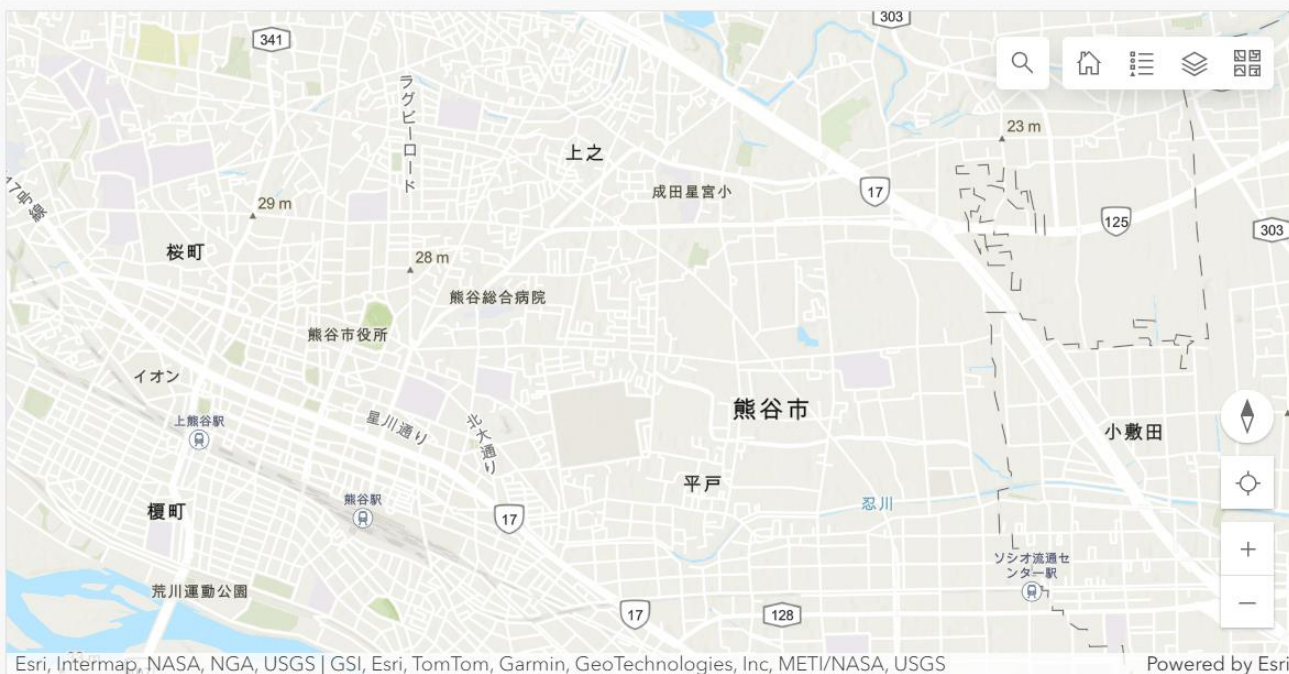 303
341
ラグビーロード
23 m
上之
成田星宮小
17
17号線
29 m
125
303
桜町
28 m
熊谷総合病院
熊谷市役所
イオン
熊谷市
上熊谷駅
星川通り
北大通り
小敷田
平戸
熊谷駅
榎町
17
忍川
ソシオ流通セ
ンター駅
荒川運動公園
17
128
Esri, Intermap, NASA, NGA, USGS | GSI, Esri, TomTom, Garmin, GeoTechnologies, Inc, METI/NASA, USGS
Powered by Esri